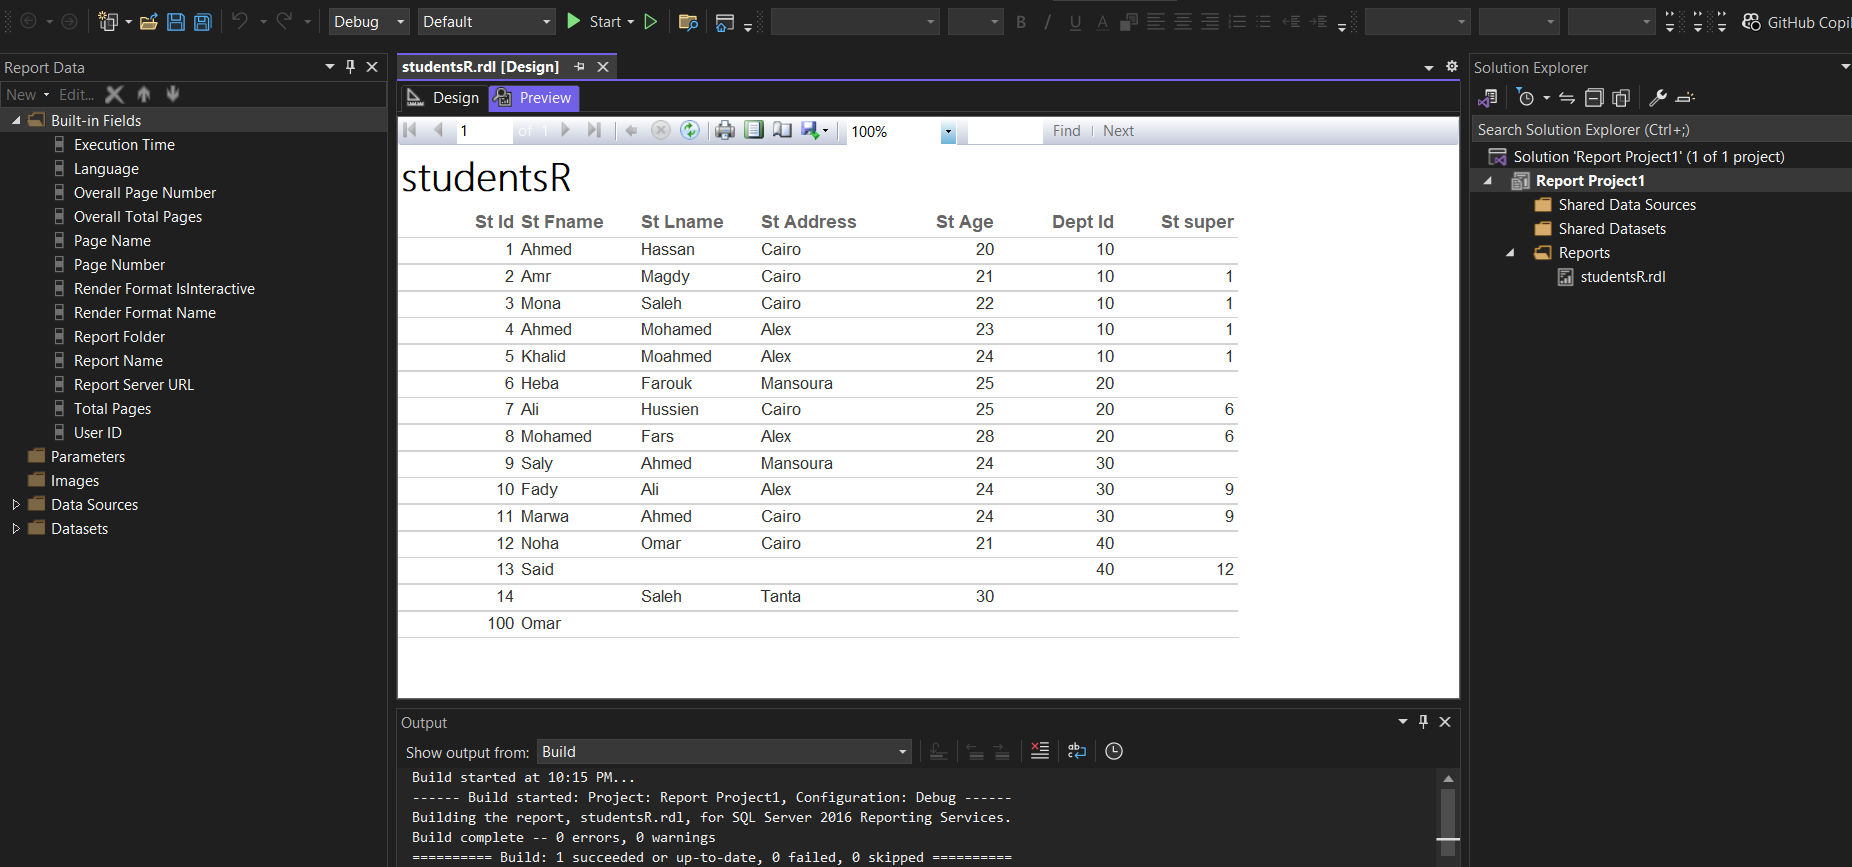 Debug
Default
Start
B
I
U
A
GitHub Copil
Report Data
New
Edit...
Built-in Fields
Execution Time
Language
Overall Page Number
Overall Total Pages
Page Name
Page Number
Render Format IsInteractive
Render Format Name
Report Folder
Report Name
Report Server URL
Total Pages
User ID
Parameters
Images
Data Sources
Datasets
studentsR.rdl [Design]
Design
Preview
1 of 1
100%
Find | Next
studentsR
St Id St Fname St Lname St Address St Age Dept Id St super
1 Ahmed Hassan Cairo 20 10
2 Amr Magdy Cairo 21 10 1
3 Mona Saleh Cairo 22 10 1
4 Ahmed Mohamed Alex 23 10 1
5 Khalid Moahmed Alex 24 10 1
6 Heba Farouk Mansoura 25 20
7 Ali Hussien Cairo 25 20 6
8 Mohamed Fars Alex 28 20 6
9 Saly Ahmed Mansoura 24 30
10 Fady Ali Alex 24 30 9
11 Marwa Ahmed Cairo 24 30 9
12 Noha Omar Cairo 21 40
13 Said 40 12
14 Saleh Tanta 30
100 Omar
Output
Show output from: Build
Build started at 10:15 PM...
------ Build started: Project: Report Project1, Configuration: Debug ------
Building the report, studentsR.rdl, for SQL Server 2016 Reporting Services.
Build complete -- 0 errors, 0 warnings
========== Build: 1 succeeded or up-to-date, 0 failed, 0 skipped ==========
Solution Explorer
Search Solution Explorer (Ctrl+;)
Solution 'Report Project1' (1 of 1 project)
Report Project1
Shared Data Sources
Shared Datasets
Reports
studentsR.rdl